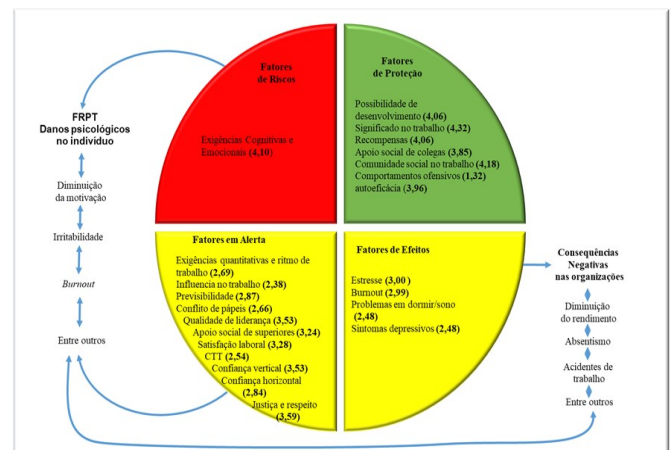 Fatores
de Riscos
Exigências Cognitivas e
Emocionais (4,10)
Fatores
de Proteção
Possibilidade de
desenvolvimento (4,06)
Significado no trabalho (4,32)
Recompensas (4,06)
Apoio social de colegas (3,85)
Comunidade social no trabalho (4,18)
Comportamentos ofensivos (1,32)
autoeficácia (3,96)
FRPT
Danos psicológicos
no indivíduo
Diminuição
da motivação
Irritabilidade
Burnout
Entre outros
Fatores em Alerta
Exigências quantitativas e ritmo de
trabalho (2,69)
Influencia no trabalho (2,38)
Previsibilidade (2,87)
Conflito de pápeis (2,66)
Qualidade de liderança (3,53)
Apoio social de superiores (3,24)
Satisfação laboral (3,28)
CTT (2,54)
Confiança vertical (3,53)
Confiança horizontal
(2,84)
Justiça e respeito
(3,59)
Fatores de Efeitos
Estresse (3,00)
Burnout (2,99)
Problemas em dormir/sono
(2,48)
Sintomas depressivos (2,48)
Consequências
Negativas
nas organizações
Diminuição
do rendimento
Absentismo
Acidentes de
trabalho
Entre outros